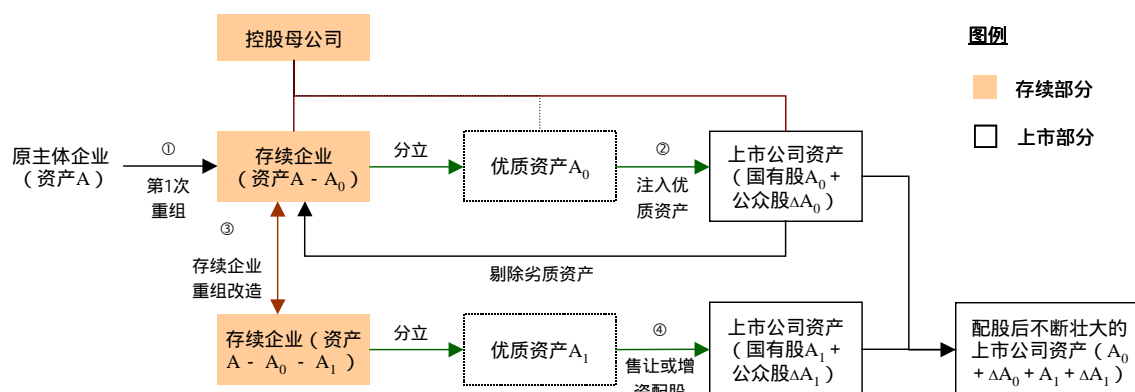 控股母公司
图例
存续部分
上市部分
原主体企业
（资产A）
①
第1次
重组
存续企业
（资产A - A₀）
分立
优质资产A₀
②
注入优
质资产
上市公司资产
（国有股A₀ +
公众股ΔA₀）
③
存续企业
重组改造
剔除劣质资产
存续企业（资产
A - A₀ - A₁）
分立
优质资产A₁
④
售让或增
资配股
上市公司资产
（国有股A₁ +
公众股ΔA₁）
配股后不断壮大的
上市公司资产（A₀
+ ΔA₀ + A₁ + ΔA₁）